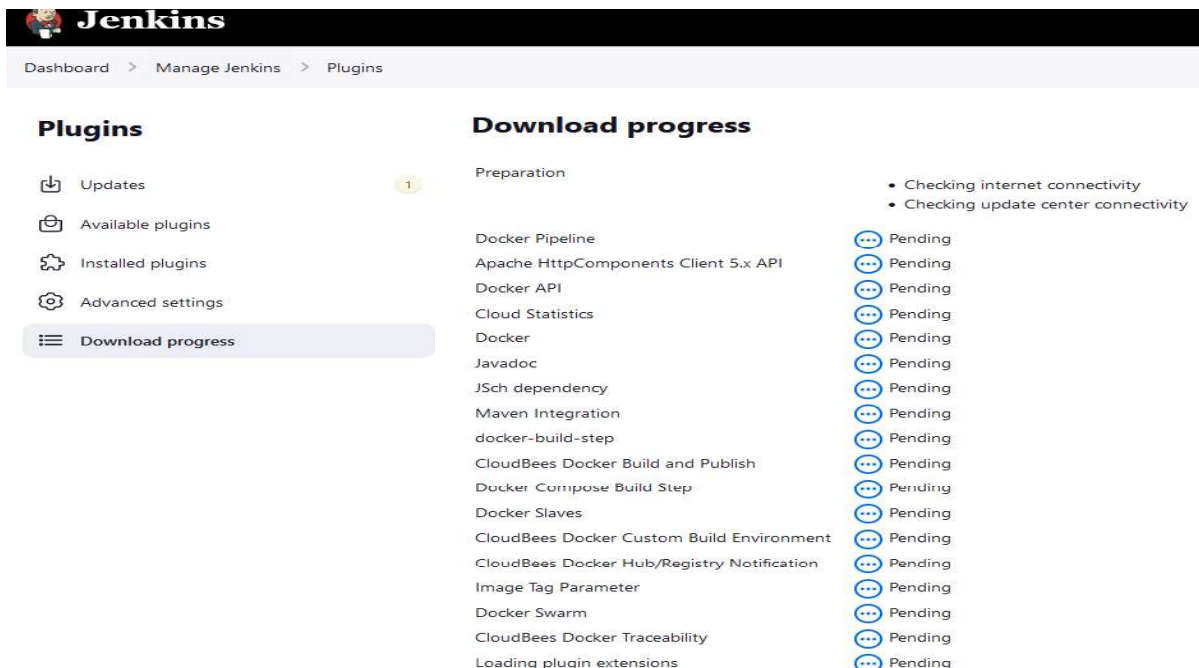 Jenkins
Dashboard > Manage Jenkins > Plugins
Plugins
Updates 1
Available plugins
Installed plugins
Advanced settings
Download progress
Download progress
Preparation
• Checking internet connectivity
• Checking update center connectivity
Docker Pipeline Pending
Apache HttpComponents Client 5.x API Pending
Docker API Pending
Cloud Statistics Pending
Docker Pending
Javadoc Pending
JSch dependency Pending
Maven Integration Pending
docker-build-step Pending
CloudBees Docker Build and Publish Pending
Docker Compose Build Step Pending
Docker Slaves Pending
CloudBees Docker Custom Build Environment Pending
CloudBees Docker Hub/Registry Notification Pending
Image Tag Parameter Pending
Docker Swarm Pending
CloudBees Docker Traceability Pending
Loading plugin extensions Pending